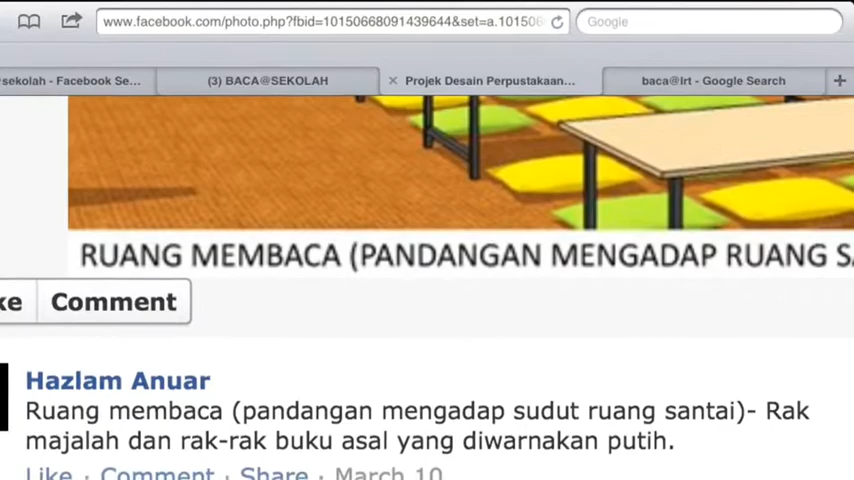 www.facebook.com/photo.php?fbid=10150668091439644&set=a.10150
Google
sekolah - Facebook Se...
(3) BACA@SEKOLAH
Projek Desain Perpustakaan...
baca@lrt - Google Search
RUANG MEMBACA (PANDANGAN MENGADAP RUANG SA
ke
Comment
Hazlam Anuar
Ruang membaca (pandangan mengadap sudut ruang santai)- Rak
majalah dan rak-rak buku asal yang diwarnakan putih.
Like · Comment · Share · March 10